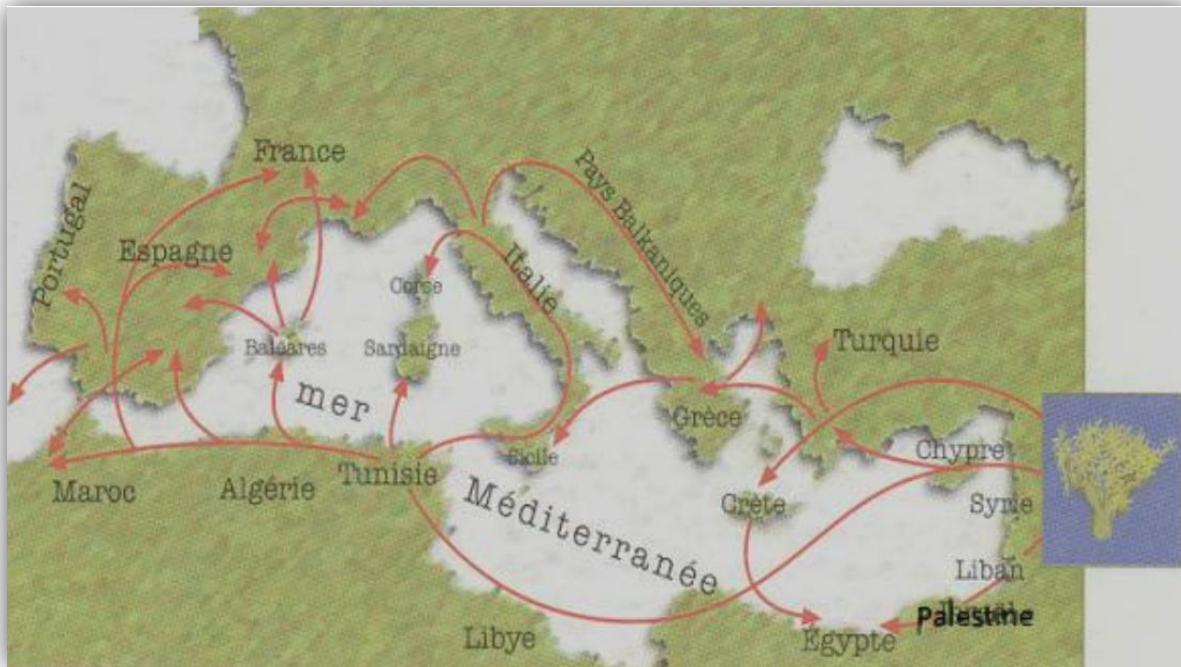 France
Pays Balkaniques
Portugal
Espagne
Italie
Corse
Baléares
Sardaigne
Turquie
mer
Grèce
Sicile
Chypre
Maroc
Algérie
Tunisie
Méditerranée
Crète
Syrie
Liban
Palestine
Libye
Egypte